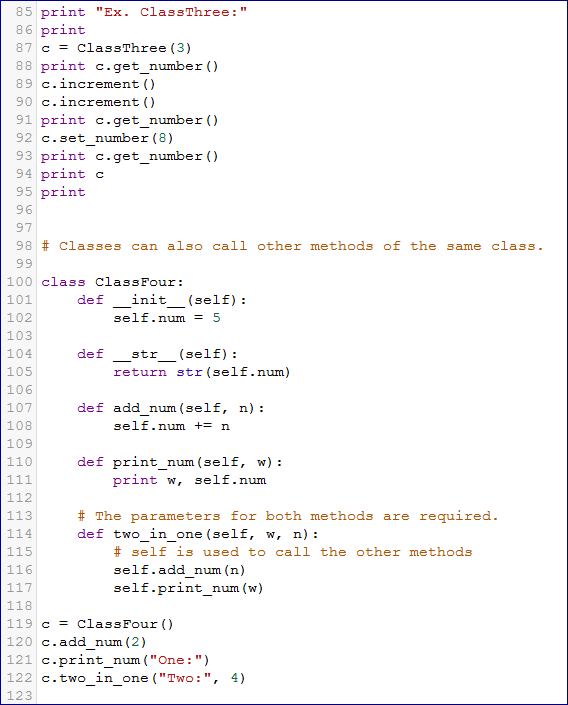 85 print "Ex. ClassThree:"
86 print
87 c = ClassThree(3)
88 print c.get_number()
89 c.increment()
90 c.increment()
91 print c.get_number()
92 c.set_number(8)
93 print c.get_number()
94 print c
95 print
96
97
98 # Classes can also call other methods of the same class.
99
100 class ClassFour:
101     def __init__(self):
102         self.num = 5
103
104     def __str__(self):
105         return str(self.num)
106
107     def add_num(self, n):
108         self.num += n
109
110     def print_num(self, w):
111         print w, self.num
112
113     # The parameters for both methods are required.
114     def two_in_one(self, w, n):
115         # self is used to call the other methods
116         self.add_num(n)
117         self.print_num(w)
118
119 c = ClassFour()
120 c.add_num(2)
121 c.print_num("One:")
122 c.two_in_one("Two:", 4)
123